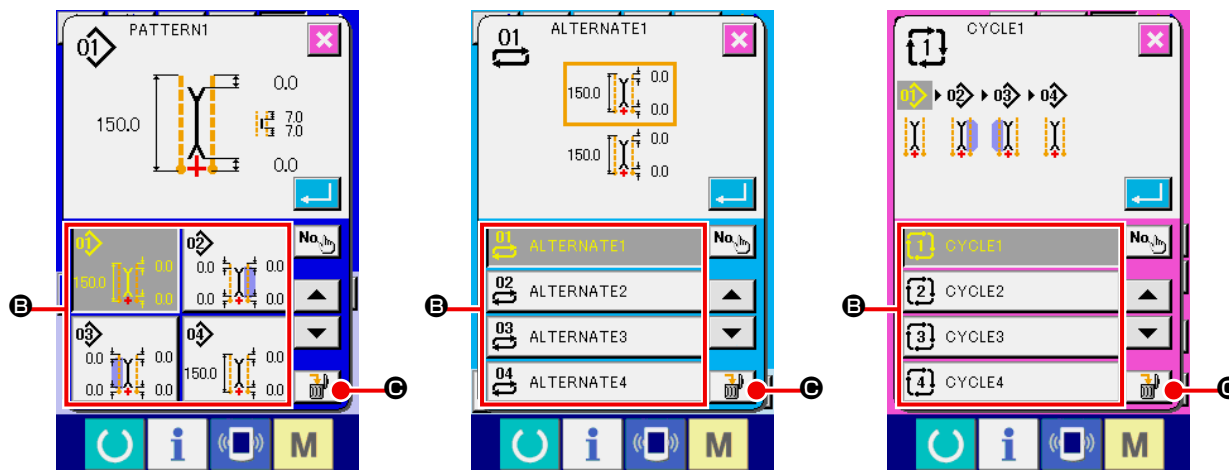 01 PATTERN1
150.0
0.0
7.0
7.0
0.0
01
150.0
0.0
0.0
02
0.0
0.0
0.0
0.0
No.
03
0.0
0.0
0.0
0.0
04
150.0
0.0
0.0
B
C
i
M
01 ALTERNATE1
150.0
0.0
0.0
150.0
0.0
0.0
01 ALTERNATE1
No.
02 ALTERNATE2
03 ALTERNATE3
04 ALTERNATE4
B
C
i
M
1 CYCLE1
01 02 03 04
1 CYCLE1
No.
2 CYCLE2
3 CYCLE3
4 CYCLE4
B
C
i
M